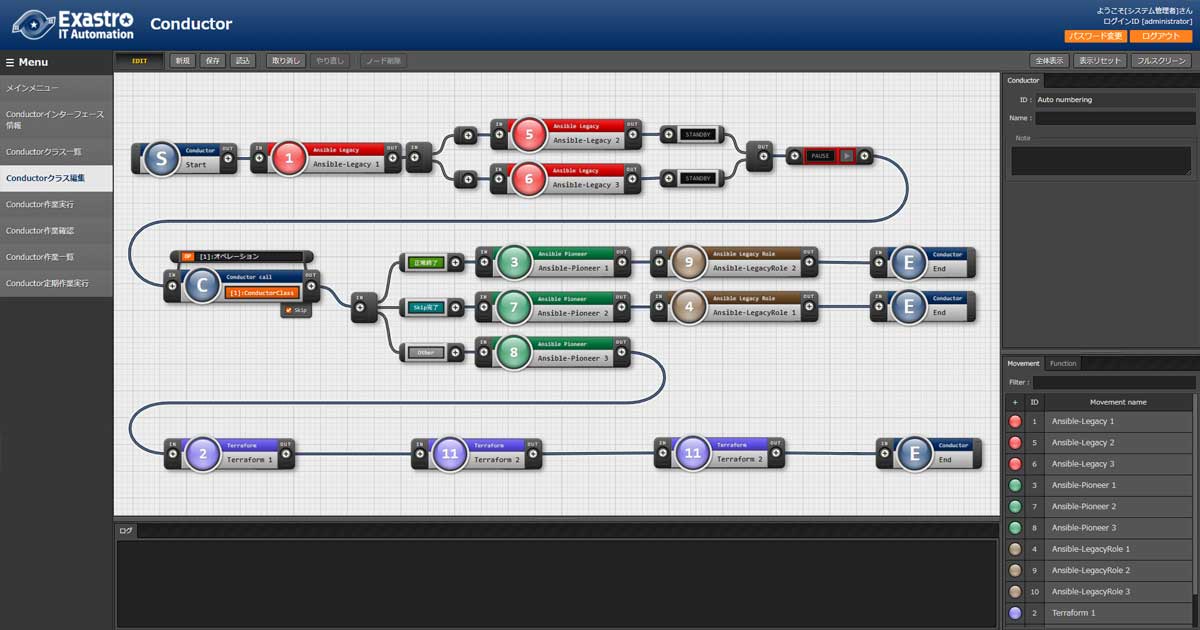 Exastro
IT Automation
Conductor
ようこそ[システム管理者]さん
ログインID [administrator]
パスワード変更
ログアウト
Menu
メインメニュー
Conductorインターフェース
情報
Conductorクラス一覧
Conductorクラス編集
Conductor作業実行
Conductor作業確認
Conductor作業一覧
Conductor定期作業実行
EDIT
新規
保存
読込
取り消し
やり直し
ノード削除
全体表示
表示リセット
フルスクリーン
S
Conductor
Start
OUT
IN
1
Ansible Legacy
Ansible-Legacy 1
OUT
IN
IN
5
Ansible Legacy
Ansible-Legacy 2
OUT
STANDBY
IN
6
Ansible Legacy
Ansible-Legacy 3
OUT
STANDBY
OUT
PAUSE
OP
[1]:オペレーション
IN
C
Conductor call
[1]:ConductorClass
OUT
Skip
IN
正常終了
IN
3
Ansible Pioneer
Ansible-Pioneer 1
OUT
IN
9
Ansible Legacy Role
Ansible-LegacyRole 2
OUT
IN
E
Conductor
End
Skip完了
IN
7
Ansible Pioneer
Ansible-Pioneer 2
OUT
IN
4
Ansible Legacy Role
Ansible-LegacyRole 1
OUT
IN
E
Conductor
End
Other
IN
8
Ansible Pioneer
Ansible-Pioneer 3
OUT
IN
2
Terraform
Terraform 1
OUT
IN
11
Terraform
Terraform 2
OUT
IN
11
Terraform
Terraform 2
OUT
IN
E
Conductor
End
ログ
Conductor
ID :
Auto numbering
Name :
Note
Movement
Function
Filter :
+
ID
Movement name
1
Ansible-Legacy 1
5
Ansible-Legacy 2
6
Ansible-Legacy 3
3
Ansible-Pioneer 1
7
Ansible-Pioneer 2
8
Ansible-Pioneer 3
4
Ansible-LegacyRole 1
9
Ansible-LegacyRole 2
10
Ansible-LegacyRole 3
2
Terraform 1